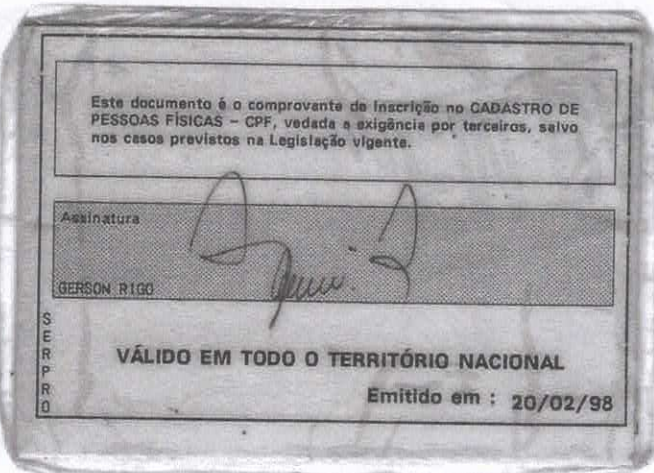 Este documento é o comprovante de inscrição no CADASTRO DE
PESSOAS FÍSICAS - CPF, vedada a exigência por terceiros, salvo
nos casos previstos na Legislação vigente.
Assinatura
GERSON RIGO
SERPRO
VÁLIDO EM TODO O TERRITÓRIO NACIONAL
Emitido em : 20/02/98